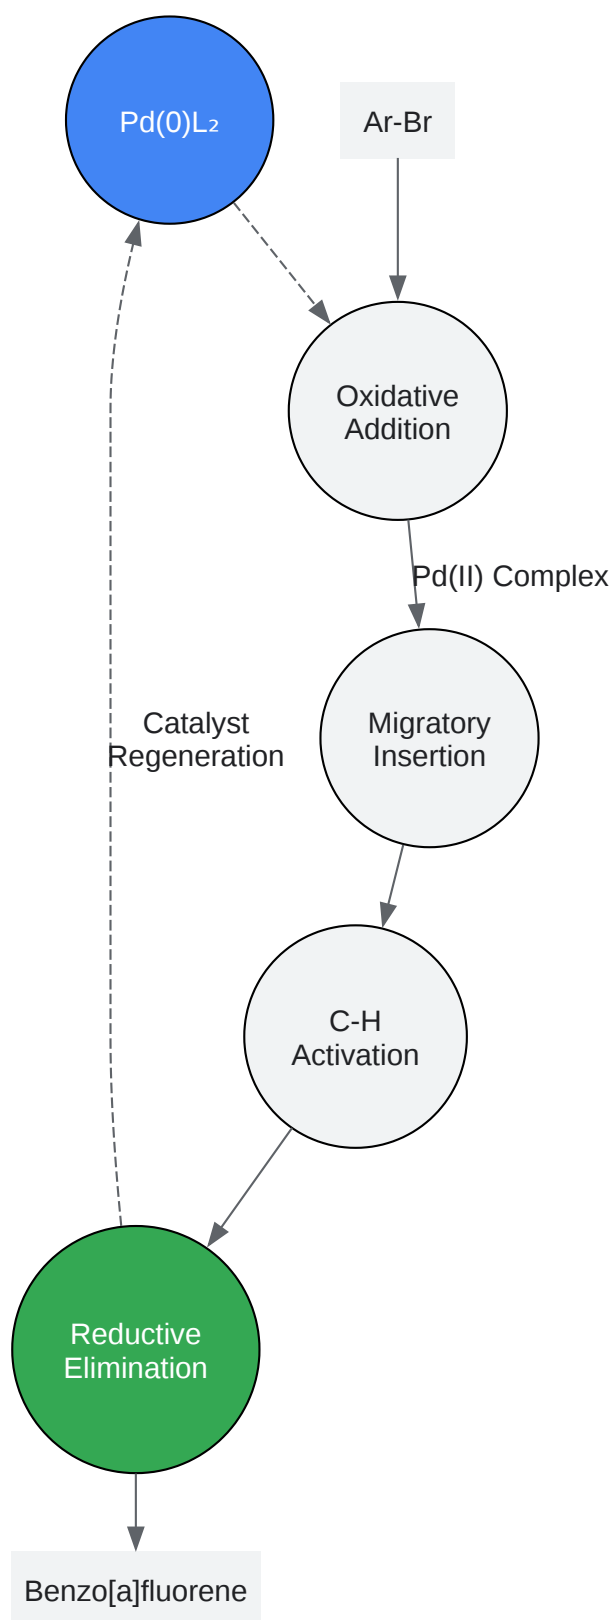 Pd(0)L₂
Ar-Br
Oxidative
Addition
Pd(II) Complex
Migratory
Insertion
Catalyst
Regeneration
C-H
Activation
Reductive
Elimination
Benzo[a]fluorene